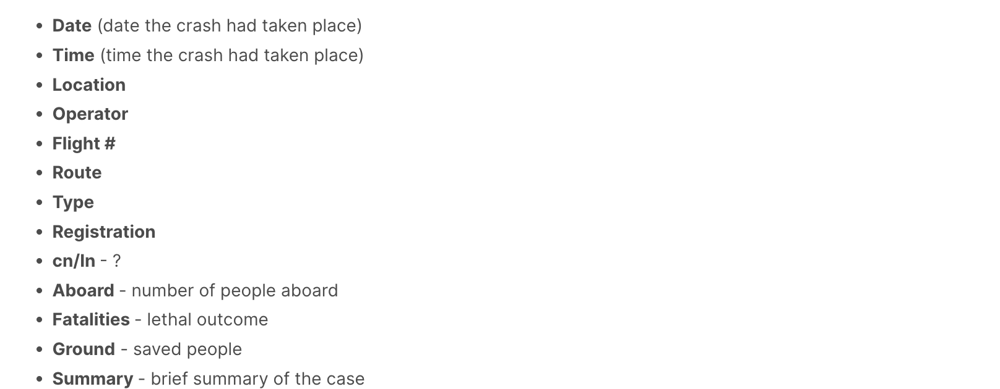 • Date (date the crash had taken place)
• Time (time the crash had taken place)
• Location
• Operator
• Flight #
• Route
• Type
• Registration
• cn/ln - ?
• Aboard - number of people aboard
• Fatalities - lethal outcome
• Ground - saved people
• Summary - brief summary of the case